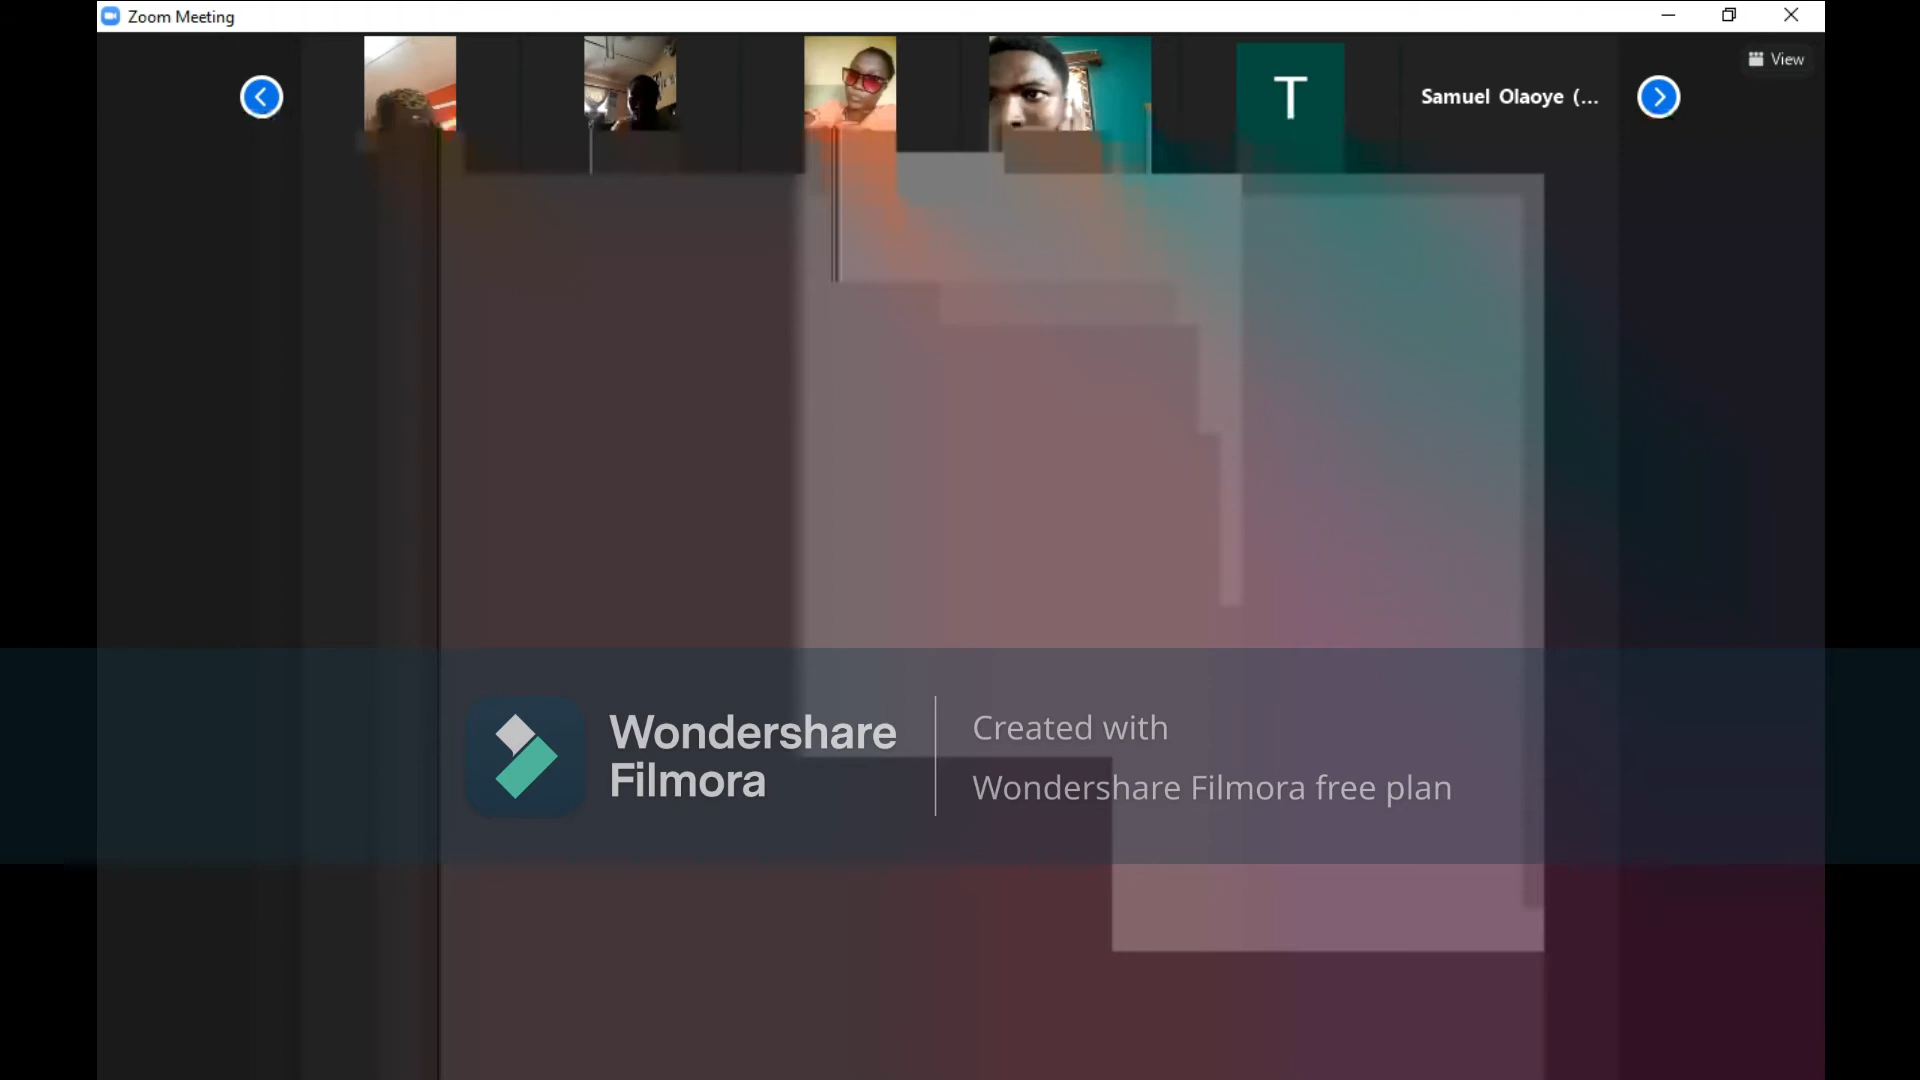 Zoom Meeting
View
T
Samuel Olaoye (...
Wondershare
Filmora
Created with
Wondershare Filmora free plan